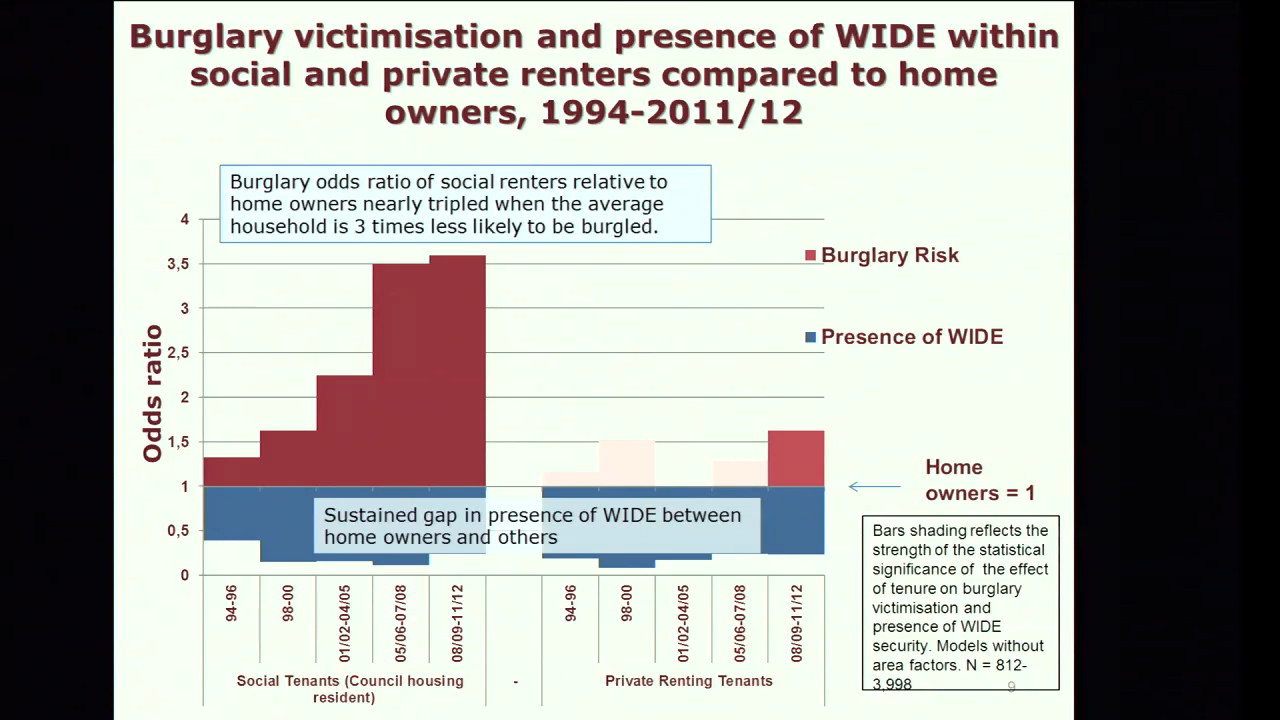 Burglary victimisation and presence of WIDE within
social and private renters compared to home
owners, 1994-2011/12
Burglary odds ratio of social renters relative to
home owners nearly tripled when the average
household is 3 times less likely to be burgled.
Odds ratio
4
3,5
3
2,5
2
1,5
1
0,5
0
Burglary Risk
Presence of WIDE
Home
owners = 1
Sustained gap in presence of WIDE between
home owners and others
Bars shading reflects the
strength of the statistical
significance of the effect
of tenure on burglary
victimisation and
presence of WIDE
security. Models without
area factors. N = 812-
3,998
94-96
98-00
01/02-04/05
05/06-07/08
08/09-11/12
94-96
98-00
01/02-04/05
05/06-07/08
08/09-11/12
Social Tenants (Council housing
resident)
-
Private Renting Tenants
9